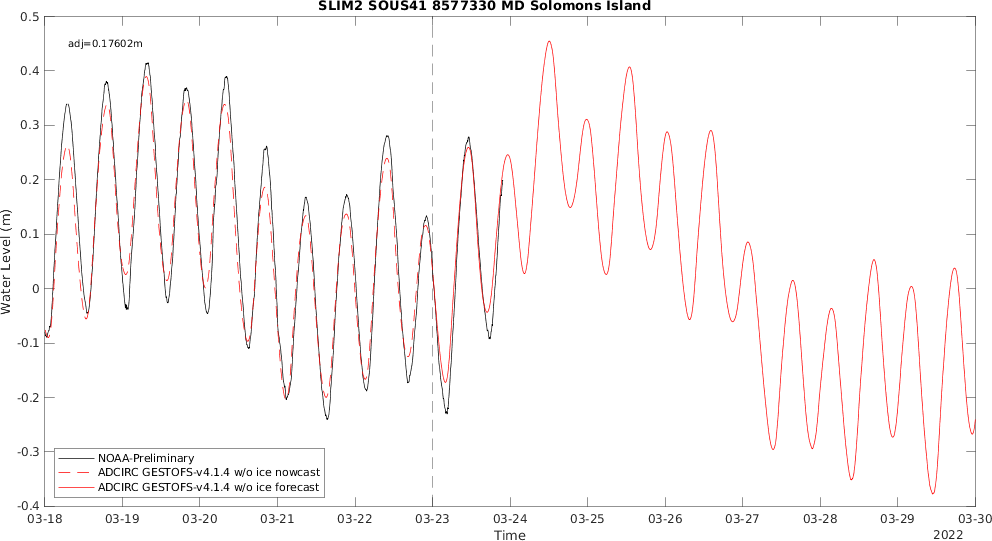 SLIM2 SOUS41 8577330 MD Solomons Island
adj=0.17602m
0.5
0.4
0.3
0.2
0.1
0
-0.1
-0.2
-0.3
-0.4
Water Level (m)
NOAA-Preliminary
ADCIRC GESTOFS-v4.1.4 w/o ice nowcast
ADCIRC GESTOFS-v4.1.4 w/o ice forecast
03-18 03-19 03-20 03-21 03-22 03-23 03-24 03-25 03-26 03-27 03-28 03-29 03-30
Time
2022